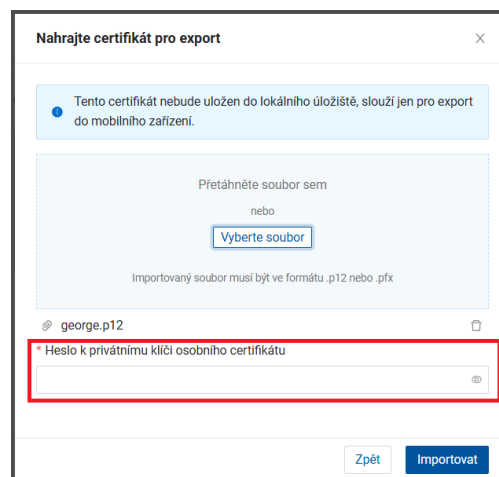 Nahrajte certifikát pro export
Tento certifikát nebude uložen do lokálního úložiště, slouží jen pro export
do mobilního zařízení.
Přetáhněte soubor sem
nebo
Vyberte soubor
Importovaný soubor musí být ve formátu .p12 nebo .pfx
george.p12
* Heslo k privátnímu klíči osobního certifikátu
Zpět Importovat